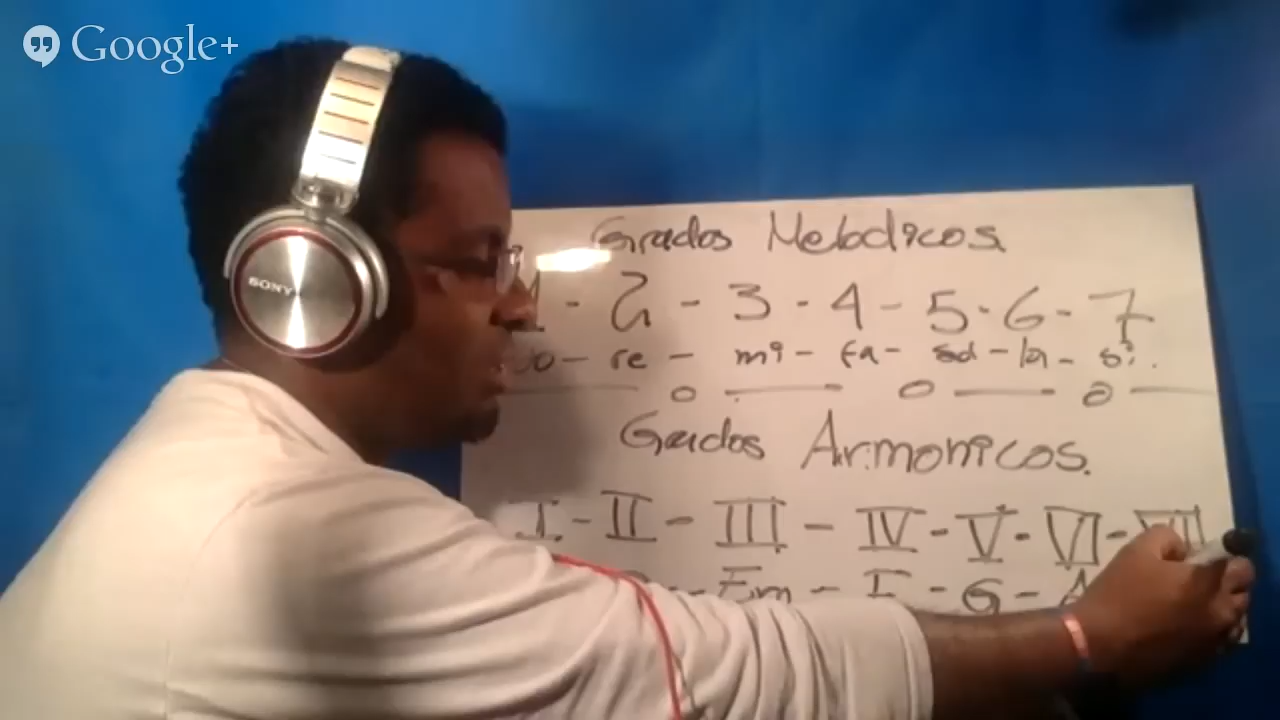 Google+
SONY
Grados Melodicos.
1 - 2 - 3 - 4 - 5 - 6 - 7
do - re - mi - fa - sol - la - si.
Grados Armonicos.
I - II - III - IV - V - VI - VII
- Em - F - G - A